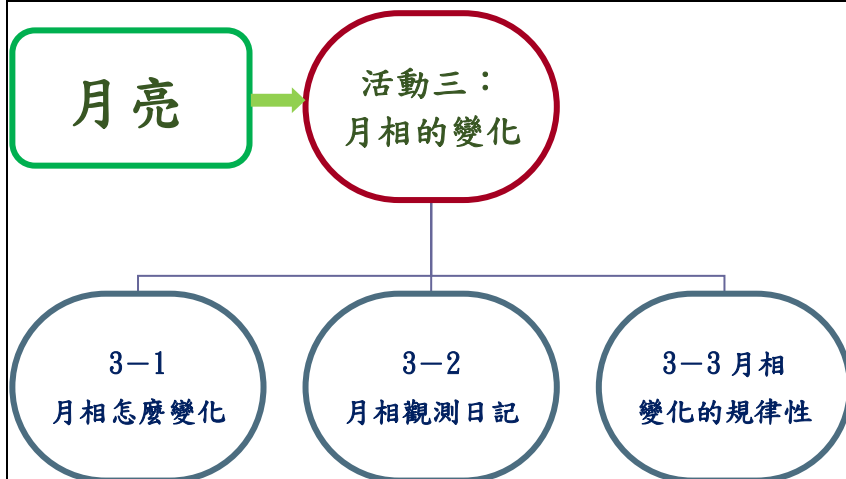 月亮
活動三：
月相的變化
3－1
月相怎麼變化
3－2
月相觀測日記
3－3月相
變化的規律性